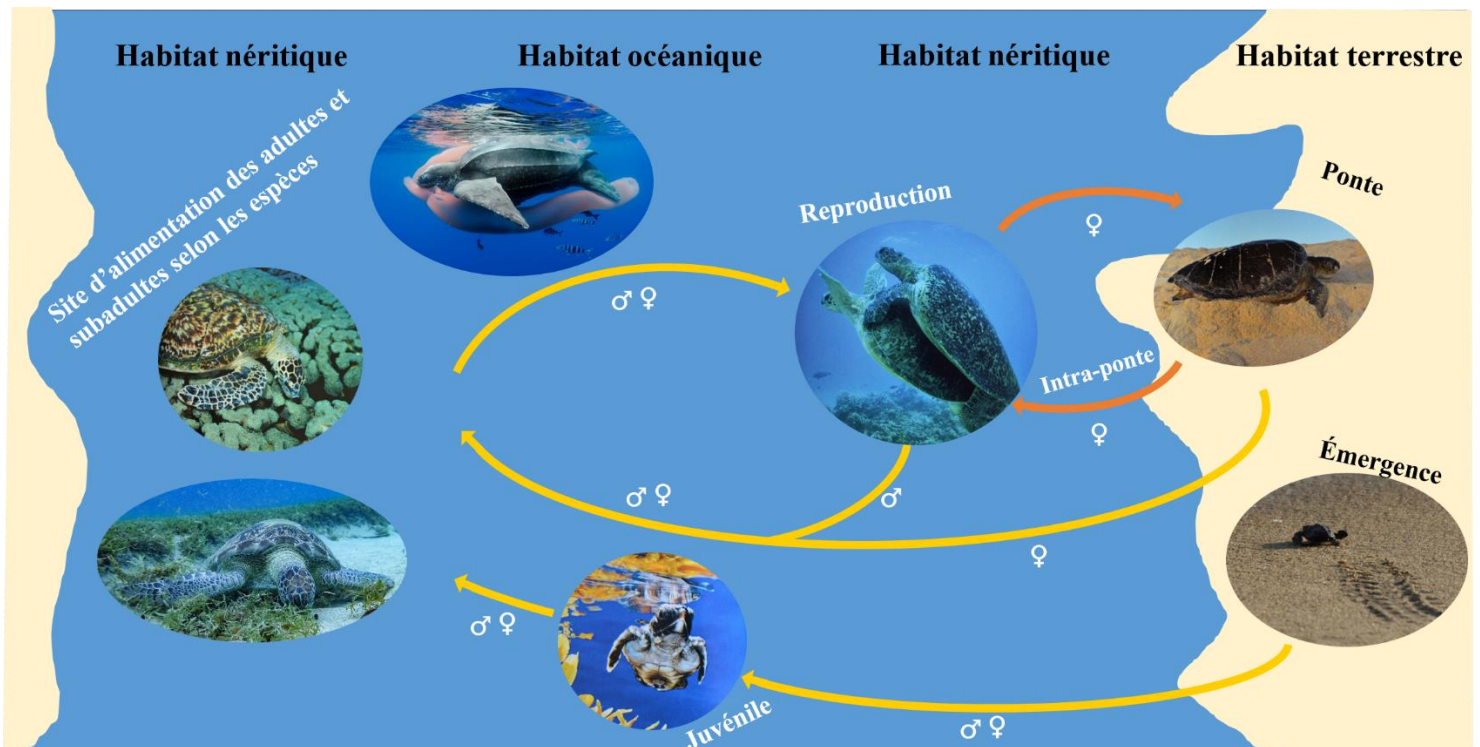 Habitat néritique
Habitat océanique
Habitat néritique
Habitat terrestre
Site d'alimentation des adultes et
subadultes selon les espèces
Reproduction
♀
Ponte
♂ ♀
Intra-ponte
♀
Émergence
♂ ♀
♂
♀
♂ ♀
Juvénile
♂ ♀